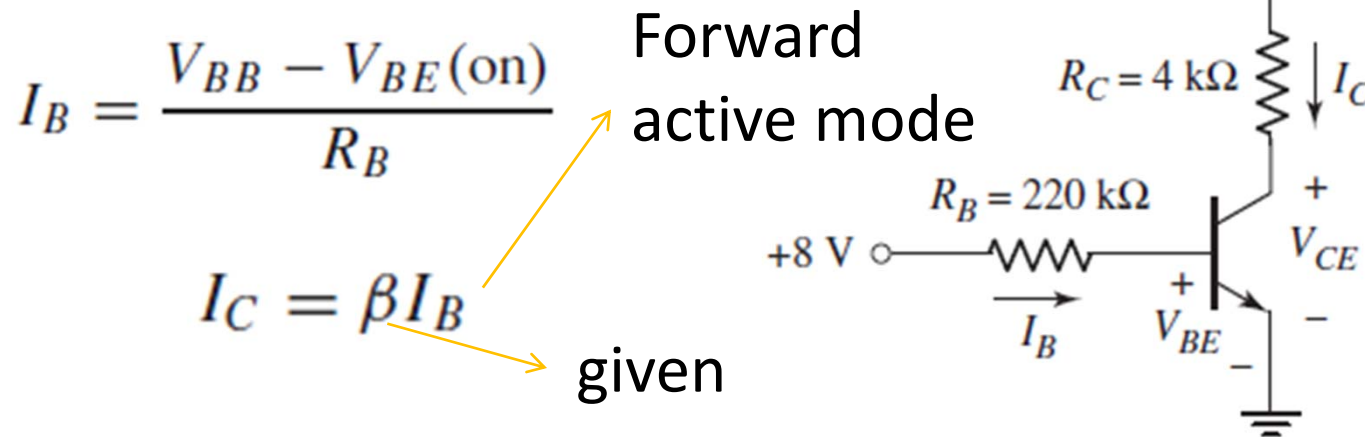 I_B = (V_BB − V_BE(on)) / R_B
Forward
active mode
I_C = βI_B
given
R_C = 4 kΩ
I_C
R_B = 220 kΩ
+
+8 V
V_CE
+
I_B
V_BE
−
−